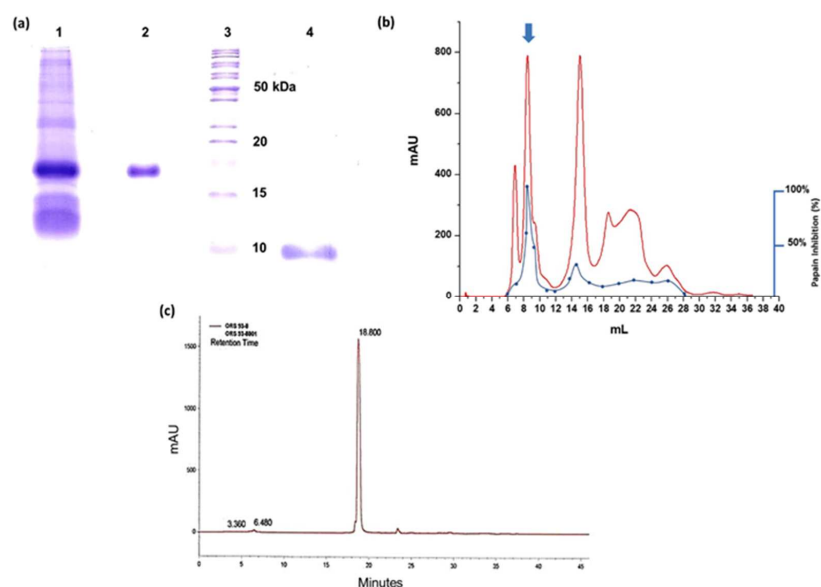 (a)
1 2 3 4
50 kDa
20
15
10
(b)
mAU
800
600
400
200
0
0 2 4 6 8 10 12 14 16 18 20 22 24 26 28 30 32 34 36 38 40
mL
100%
50%
Papain Inhibition (%)
(c)
Retention Time
18.800
3.360
6.480
mAU
1500
1000
500
0
0 5 10 15 20 25 30 35 40 45
Minutes